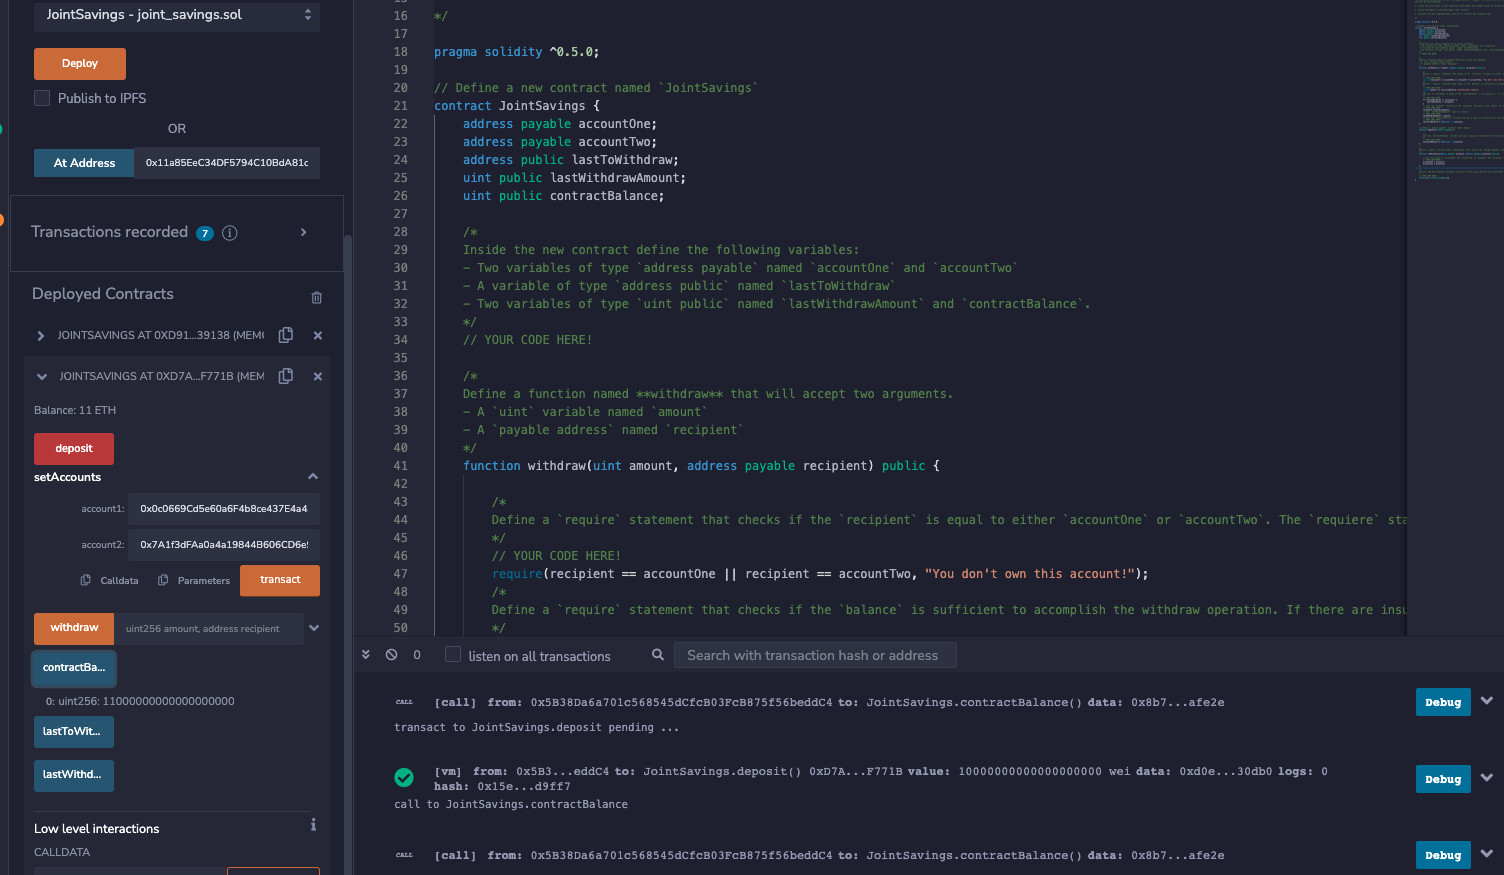 JointSavings - joint_savings.sol
Deploy
Publish to IPFS
OR
At Address
0x11a85EeC34DF5794C10BdA81c
Transactions recorded 7 i
Deployed Contracts
JOINTSAVINGS AT 0XD91...39138 (MEMO
JOINTSAVINGS AT 0XD7A...F771B (MEM
Balance: 11 ETH
deposit
setAccounts
account1: 0x0c0669Cd5e60a6F4b8ce437E4a4
account2: 0x7A1f3dFAa0a4a19844B606CD6e
Calldata Parameters transact
withdraw uint256 amount, address recipient
contractBa...
0: uint256: 11000000000000000000
lastToWit...
lastWithd...
Low level interactions
CALLDATA
16 */
17
18 pragma solidity ^0.5.0;
19
20 // Define a new contract named `JointSavings`
21 contract JointSavings {
22 address payable accountOne;
23 address payable accountTwo;
24 address public lastToWithdraw;
25 uint public lastWithdrawAmount;
26 uint public contractBalance;
27
28 /*
29 Inside the new contract define the following variables:
30 - Two variables of type `address payable` named `accountOne` and `accountTwo`
31 - A variable of type `address public` named `lastToWithdraw`
32 - Two variables of type `uint public` named `lastWithdrawAmount` and `contractBalance`.
33 */
34 // YOUR CODE HERE!
35
36 /*
37 Define a function named **withdraw** that will accept two arguments.
38 - A `uint` variable named `amount`
39 - A `payable address` named `recipient`
40 */
41 function withdraw(uint amount, address payable recipient) public {
42
43 /*
44 Define a `require` statement that checks if the `recipient` is equal to either `accountOne` or `accountTwo`. The `requiere` sta
45 */
46 // YOUR CODE HERE!
47 require(recipient == accountOne || recipient == accountTwo, "You don't own this account!");
48 /*
49 Define a `require` statement that checks if the `balance` is sufficient to accomplish the withdraw operation. If there are insu
50 */
0 listen on all transactions Search with transaction hash or address
CALL [call] from: 0x5B38Da6a701c568545dCfcB03FcB875f56beddC4 to: JointSavings.contractBalance() data: 0x8b7...afe2e Debug
transact to JointSavings.deposit pending ...
[vm] from: 0x5B3...eddC4 to: JointSavings.deposit() 0xD7A...F771B value: 10000000000000000000 wei data: 0xd0e...30db0 logs: 0 Debug
hash: 0x15e...d9ff7
call to JointSavings.contractBalance
CALL [call] from: 0x5B38Da6a701c568545dCfcB03FcB875f56beddC4 to: JointSavings.contractBalance() data: 0x8b7...afe2e Debug